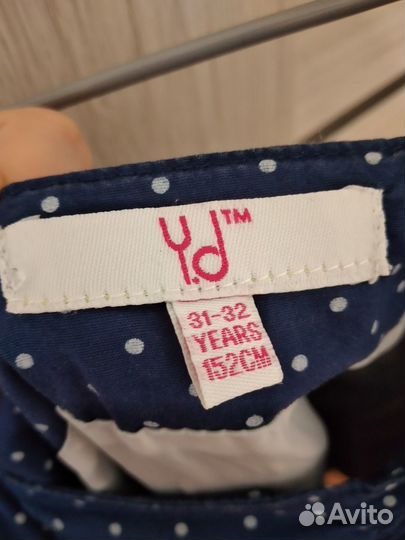 Y.d™
31-32
YEARS
152CM
Avito